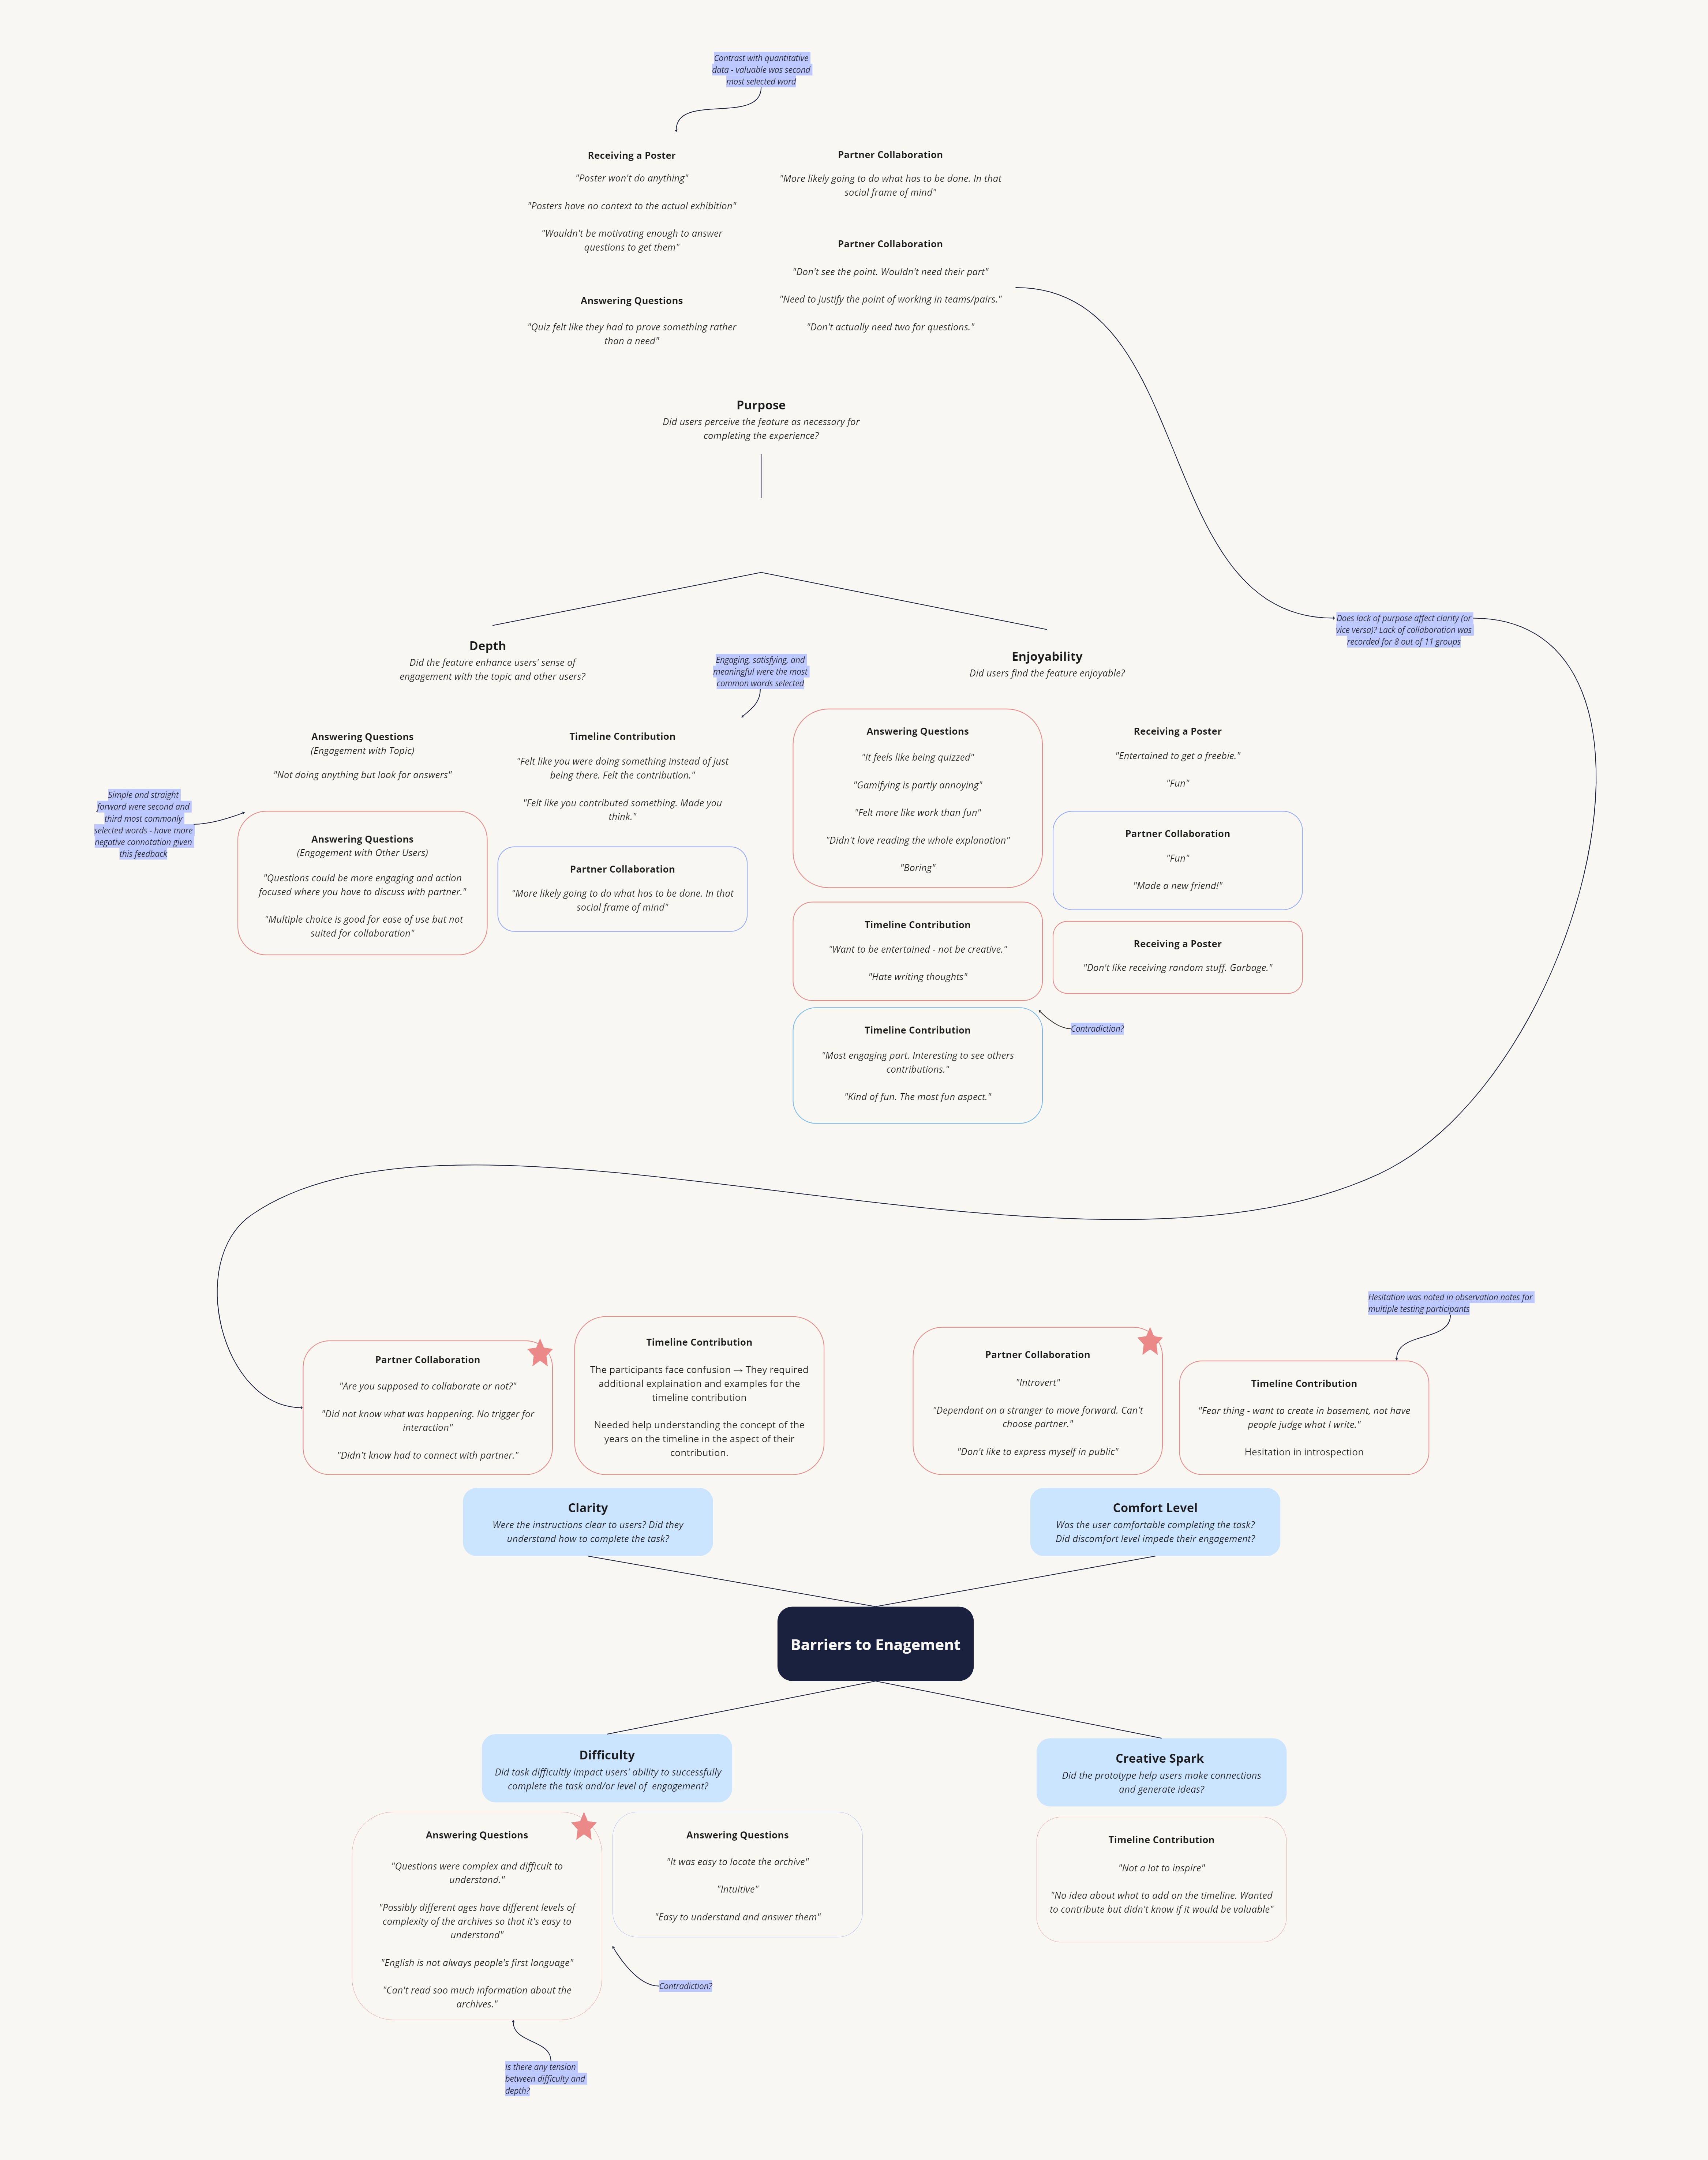 Contrast with quantitative
data - valuable was second
most selected word
Receiving a Poster
"Poster won't do anything"
"Posters have no context to the actual exhibition"
"Wouldn't be motivating enough to answer
questions to get them"
Partner Collaboration
"More likely going to do what has to be done. In that
social frame of mind"
Partner Collaboration
"Don't see the point. Wouldn't need their part"
"Need to justify the point of working in teams/pairs."
"Don't actually need two for questions."
Answering Questions
"Quiz felt like they had to prove something rather
than a need"
Purpose
Did users perceive the feature as necessary for
completing the experience?
Does lack of purpose affect clarity (or
vice versa)? Lack of collaboration was
recorded for 8 out of 11 groups
Depth
Did the feature enhance users' sense of
engagement with the topic and other users?
Engaging, satisfying, and
meaningful were the most
common words selected
Enjoyability
Did users find the feature enjoyable?
Answering Questions
(Engagement with Topic)
"Not doing anything but look for answers"
Timeline Contribution
"Felt like you were doing something instead of just
being there. Felt the contribution."
"Felt like you contributed something. Made you
think."
Simple and straight
forward were second and
third most commonly
selected words - have more
negative connotation given
this feedback
Answering Questions
(Engagement with Other Users)
"Questions could be more engaging and action
focused where you have to discuss with partner."
"Multiple choice is good for ease of use but not
suited for collaboration"
Partner Collaboration
"More likely going to do what has to be done. In that
social frame of mind"
Answering Questions
"It feels like being quizzed"
"Gamifying is partly annoying"
"Felt more like work than fun"
"Didn't love reading the whole explanation"
"Boring"
Receiving a Poster
"Entertained to get a freebie."
"Fun"
Partner Collaboration
"Fun"
"Made a new friend!"
Timeline Contribution
"Want to be entertained - not be creative."
"Hate writing thoughts"
Receiving a Poster
"Don't like receiving random stuff. Garbage."
Contradiction?
Timeline Contribution
"Most engaging part. Interesting to see others
contributions."
"Kind of fun. The most fun aspect."
Hesitation was noted in observation notes for
multiple testing participants
Partner Collaboration
"Are you supposed to collaborate or not?"
"Did not know what was happening. No trigger for
interaction"
"Didn't know had to connect with partner."
Timeline Contribution
The participants face confusion → They required
additional explaination and examples for the
timeline contribution
Needed help understanding the concept of the
years on the timeline in the aspect of their
contribution.
Partner Collaboration
"Introvert"
"Dependant on a stranger to move forward. Can't
choose partner."
"Don't like to express myself in public"
Timeline Contribution
"Fear thing - want to create in basement, not have
people judge what I write."
Hesitation in introspection
Clarity
Were the instructions clear to users? Did they
understand how to complete the task?
Comfort Level
Was the user comfortable completing the task?
Did discomfort level impede their engagement?
Barriers to Enagement
Difficulty
Did task difficultly impact users' ability to successfully
complete the task and/or level of engagement?
Creative Spark
Did the prototype help users make connections
and generate ideas?
Answering Questions
"Questions were complex and difficult to
understand."
"Possibly different ages have different levels of
complexity of the archives so that it's easy to
understand"
"English is not always people's first language"
"Can't read soo much information about the
archives."
Answering Questions
"It was easy to locate the archive"
"Intuitive"
"Easy to understand and answer them"
Timeline Contribution
"Not a lot to inspire"
"No idea about what to add on the timeline. Wanted
to contribute but didn't know if it would be valuable"
Contradiction?
Is there any tension
between difficulty and
depth?